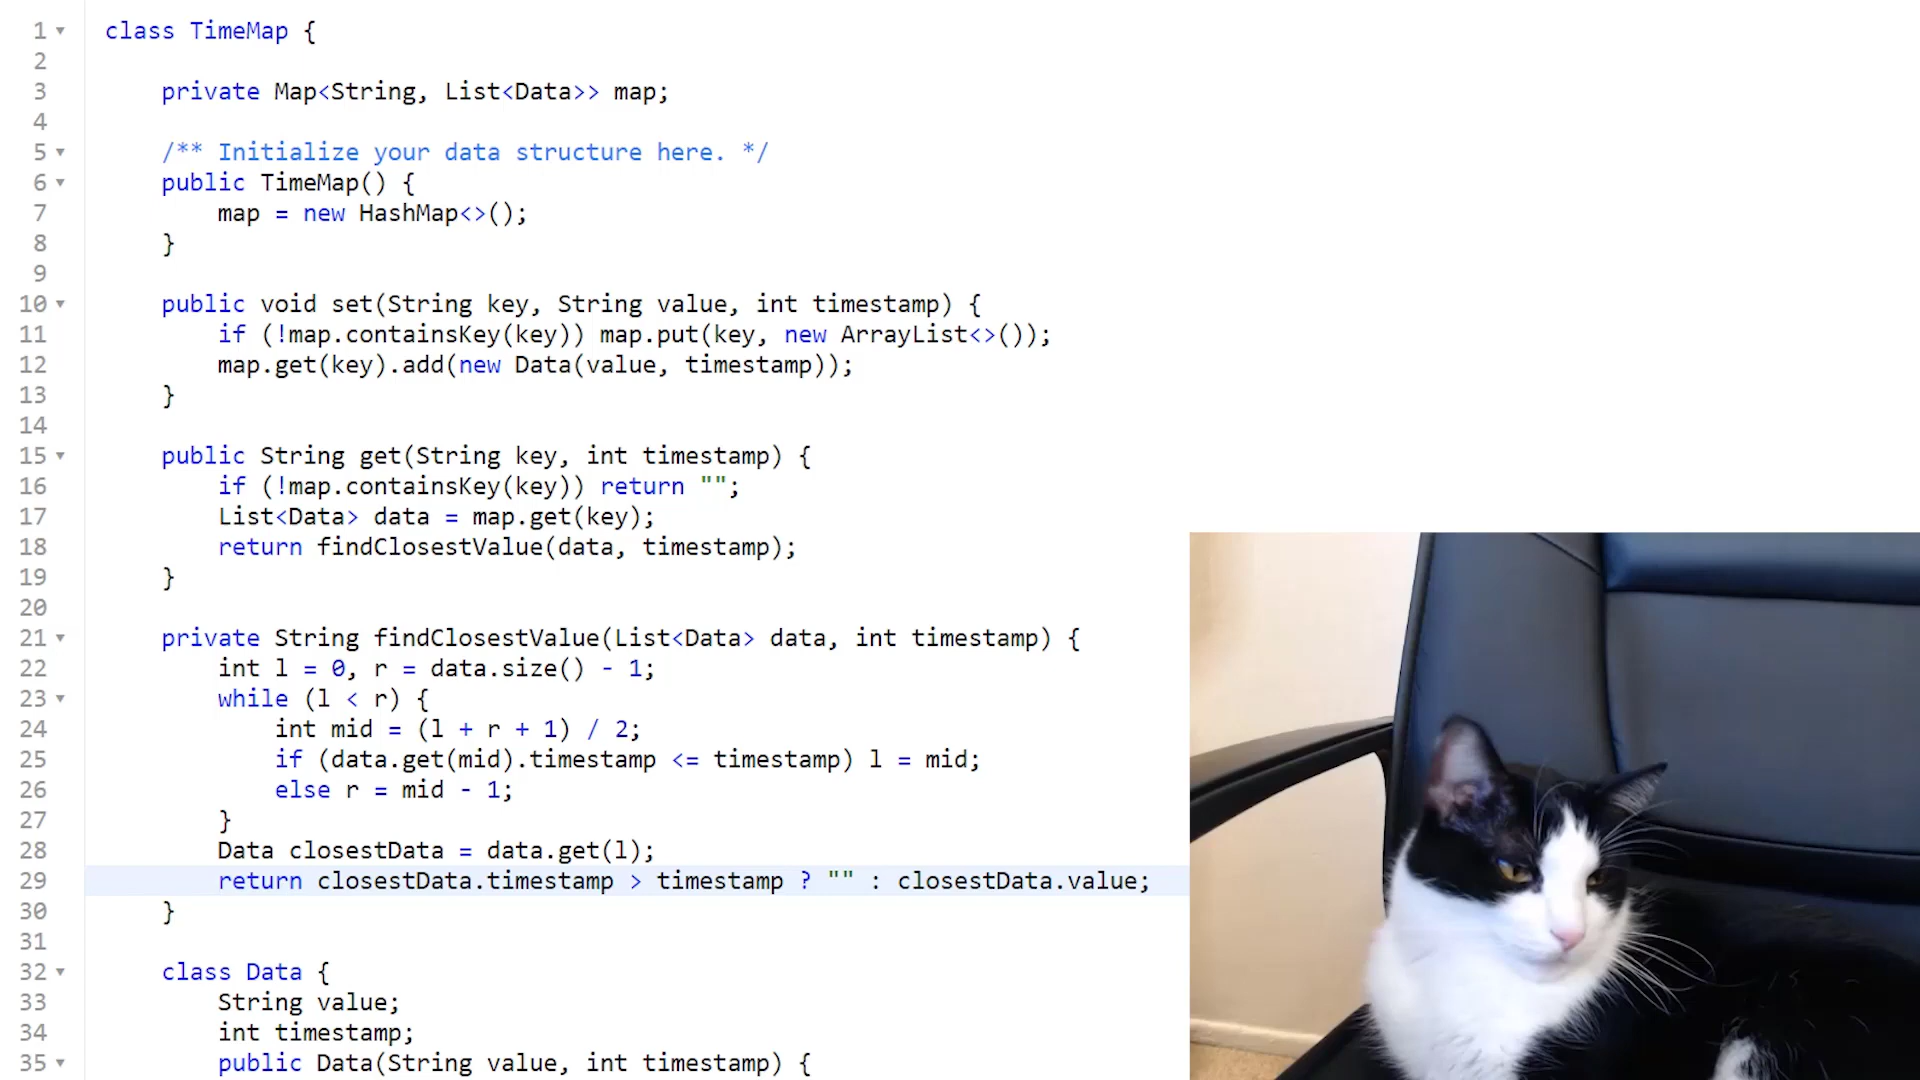 1 class TimeMap {
2
3 private Map<String, List<Data>> map;
4
5 /** Initialize your data structure here. */
6 public TimeMap() {
7 map = new HashMap<>();
8 }
9
10 public void set(String key, String value, int timestamp) {
11 if (!map.containsKey(key)) map.put(key, new ArrayList<>());
12 map.get(key).add(new Data(value, timestamp));
13 }
14
15 public String get(String key, int timestamp) {
16 if (!map.containsKey(key)) return "";
17 List<Data> data = map.get(key);
18 return findClosestValue(data, timestamp);
19 }
20
21 private String findClosestValue(List<Data> data, int timestamp) {
22 int l = 0, r = data.size() - 1;
23 while (l < r) {
24 int mid = (l + r + 1) / 2;
25 if (data.get(mid).timestamp <= timestamp) l = mid;
26 else r = mid - 1;
27 }
28 Data closestData = data.get(l);
29 return closestData.timestamp > timestamp ? "" : closestData.value;
30 }
31
32 class Data {
33 String value;
34 int timestamp;
35 public Data(String value, int timestamp) {